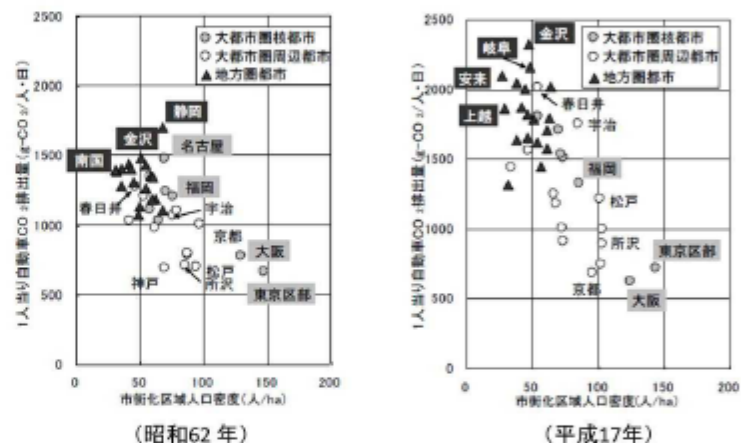 1人当り自動車CO2排出量(g-CO2/人・日)
2500
2000
1500
1000
500
0
大都市圏核都市
大都市圏周辺都市
地方圏都市
静岡
金沢
名古屋
南国
福岡
春日井
宇治
京都
大阪
神戸
松戸
所沢
東京区部
0 50 100 150 200
市街化区域人口密度(人/ha)
(昭和62 年)
1人当り自動車CO2排出量(g-CO2/人・日)
2500
2000
1500
1000
500
0
金沢
岐阜
大都市圏核都市
大都市圏周辺都市
地方圏都市
安来
春日井
上越
宇治
福岡
松戸
所沢
東京区部
京都
大阪
0 50 100 150 200
市街化区域人口密度(人/ha)
(平成17年)